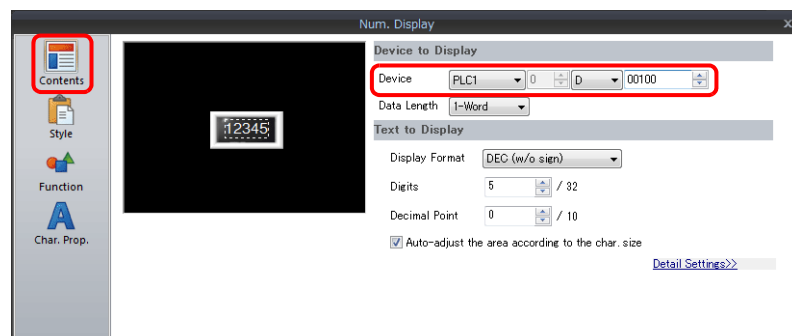 Num. Display
x
Contents
Style
Function
Char. Prop.
12345
Device to Display
Device PLC1 0 D 00100
Data Length 1-Word
Text to Display
Display Format DEC (w/o sign)
Digits 5 / 32
Decimal Point 0 / 10
Auto-adjust the area according to the char. size
Detail Settings>>